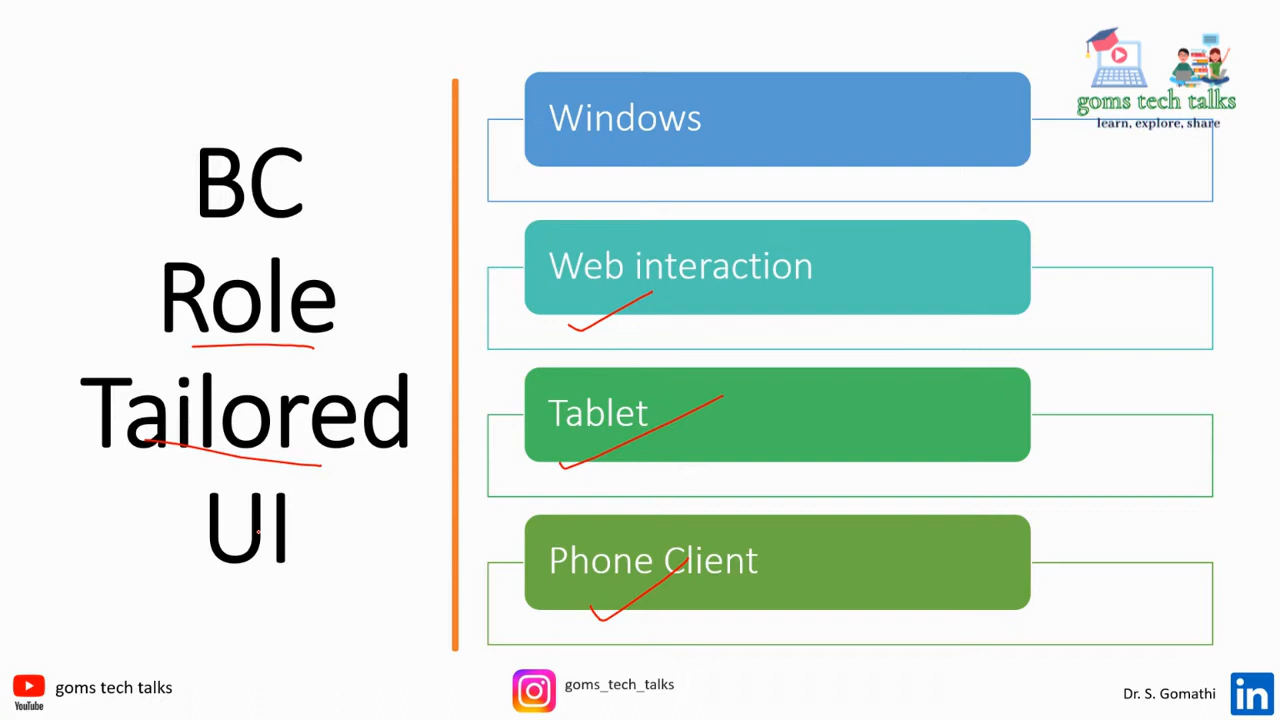 BC
Role
Tailored
UI
Windows
Web interaction
Tablet
Phone Client
goms tech talks
learn, explore, share
YouTube
goms tech talks
goms_tech_talks
Dr. S. Gomathi
in